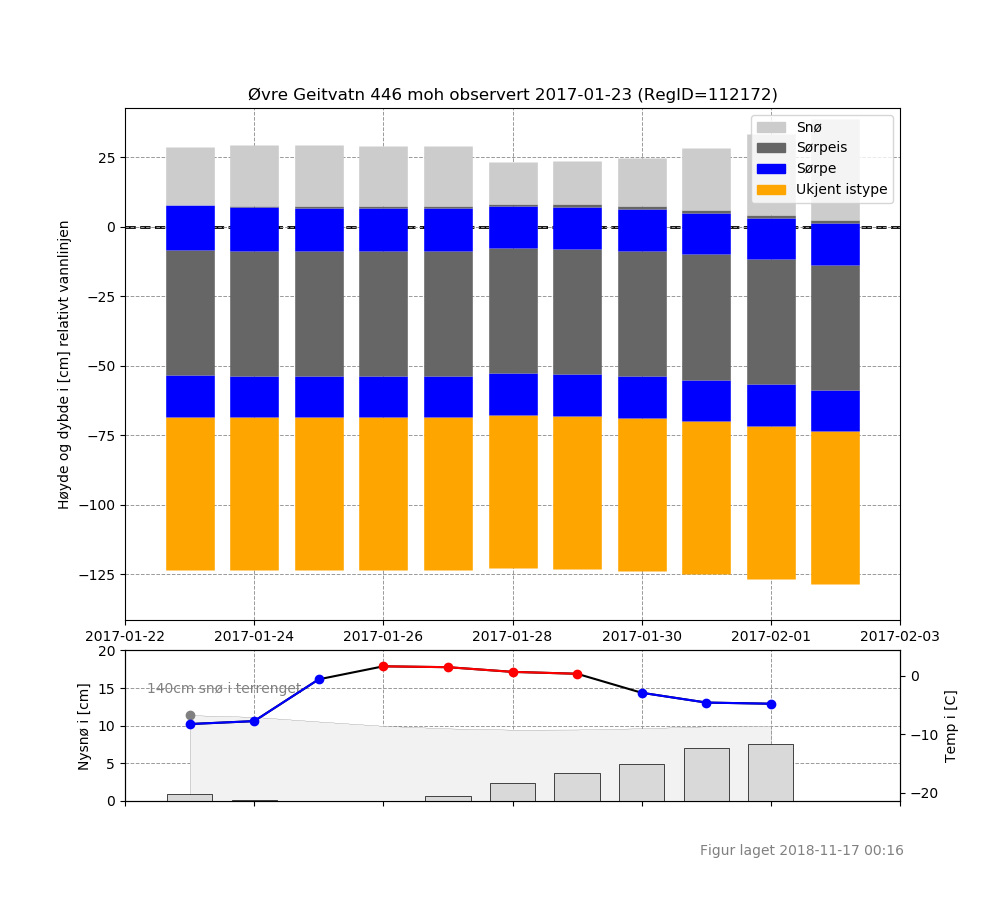 Øvre Geitvatn 446 moh observert 2017-01-23 (RegID=112172)
Snø
Sørpeis
Sørpe
Ukjent istype
Høyde og dybde i [cm] relativt vannlinjen
25
0
−25
−50
−75
−100
−125
2017-01-22 2017-01-24 2017-01-26 2017-01-28 2017-01-30 2017-02-01 2017-02-03
140cm snø i terrenget
Nysnø i [cm]
20
15
10
5
0
Temp i [C]
0
−10
−20
Figur laget 2018-11-17 00:16